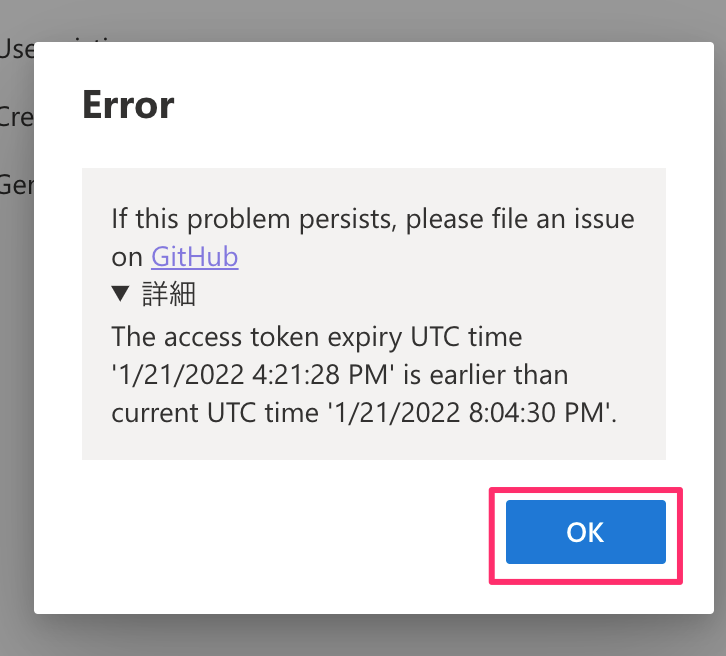 Use
Cre
Ger
Error
If this problem persists, please file an issue
on GitHub
▼ 詳細
The access token expiry UTC time
'1/21/2022 4:21:28 PM' is earlier than
current UTC time '1/21/2022 8:04:30 PM'.
OK